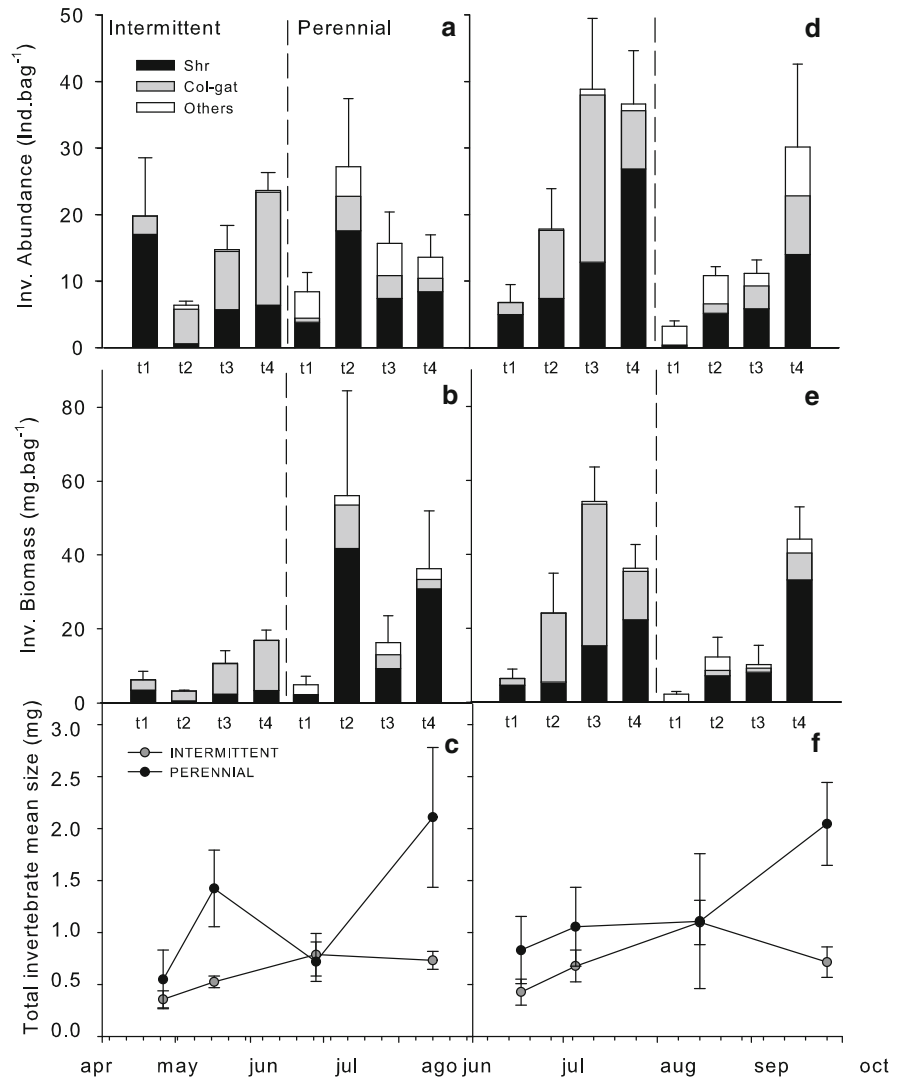 Inv. Abundance (Ind.bag-1)
50
40
30
20
10
0
Intermittent
Perennial
a
d
Shr
Col-gat
Others
t1 t2 t3 t4 t1 t2 t3 t4 t1 t2 t3 t4 t1 t2 t3 t4
Inv. Biomass (mg.bag-1)
80
60
40
20
0
b
e
t1 t2 t3 t4 t1 t2 t3 t4 t1 t2 t3 t4 t1 t2 t3 t4
Total invertebrate mean size (mg)
3.0
2.5
2.0
1.5
1.0
0.5
0.0
c
f
INTERMITTENT
PERENNIAL
apr may jun jul ago jun jul aug sep oct